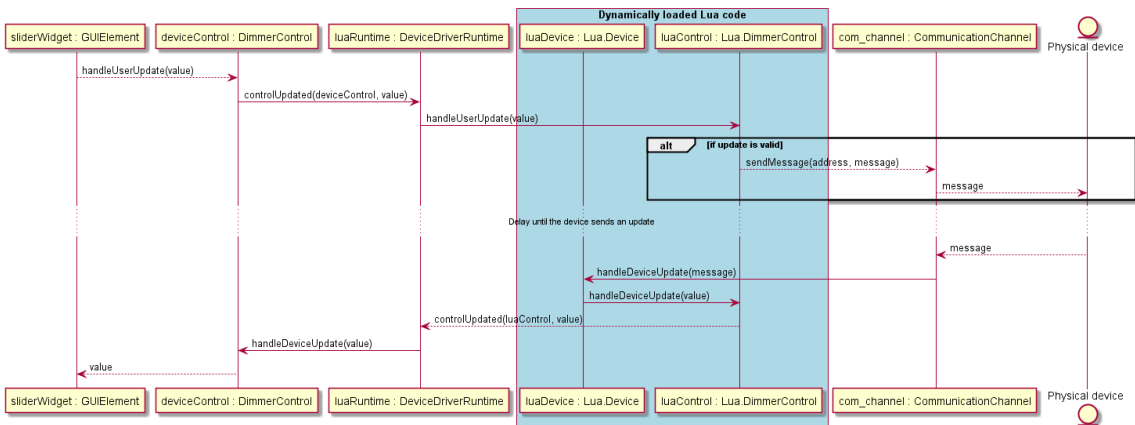 Dynamically loaded Lua code
sliderWidget : GUIElement
deviceControl : DimmerControl
luaRuntime : DeviceDriverRuntime
luaDevice : Lua.Device
luaControl : Lua.DimmerControl
com_channel : CommunicationChannel
Physical device
handleUserUpdate(value)
controlUpdated(deviceControl, value)
handleUserUpdate(value)
alt
[if update is valid]
sendMessage(address, message)
message
Delay until the device sends an update
message
handleDeviceUpdate(message)
handleDeviceUpdate(value)
controlUpdated(luaControl, value)
handleDeviceUpdate(value)
value
sliderWidget : GUIElement
deviceControl : DimmerControl
luaRuntime : DeviceDriverRuntime
luaDevice : Lua.Device
luaControl : Lua.DimmerControl
com_channel : CommunicationChannel
Physical device